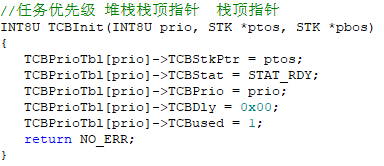 //任务优先级 堆栈栈顶指针  栈顶指针
INT8U TCBInit(INT8U prio, STK *ptos, STK *pbos)
{
   TCBPrioTbl[prio]->TCBStkPtr = ptos;
   TCBPrioTbl[prio]->TCBStat = STAT_RDY;
   TCBPrioTbl[prio]->TCBPrio = prio;
   TCBPrioTbl[prio]->TCBDly = 0x00;
   TCBPrioTbl[prio]->TCBused = 1;
   return NO_ERR;
}